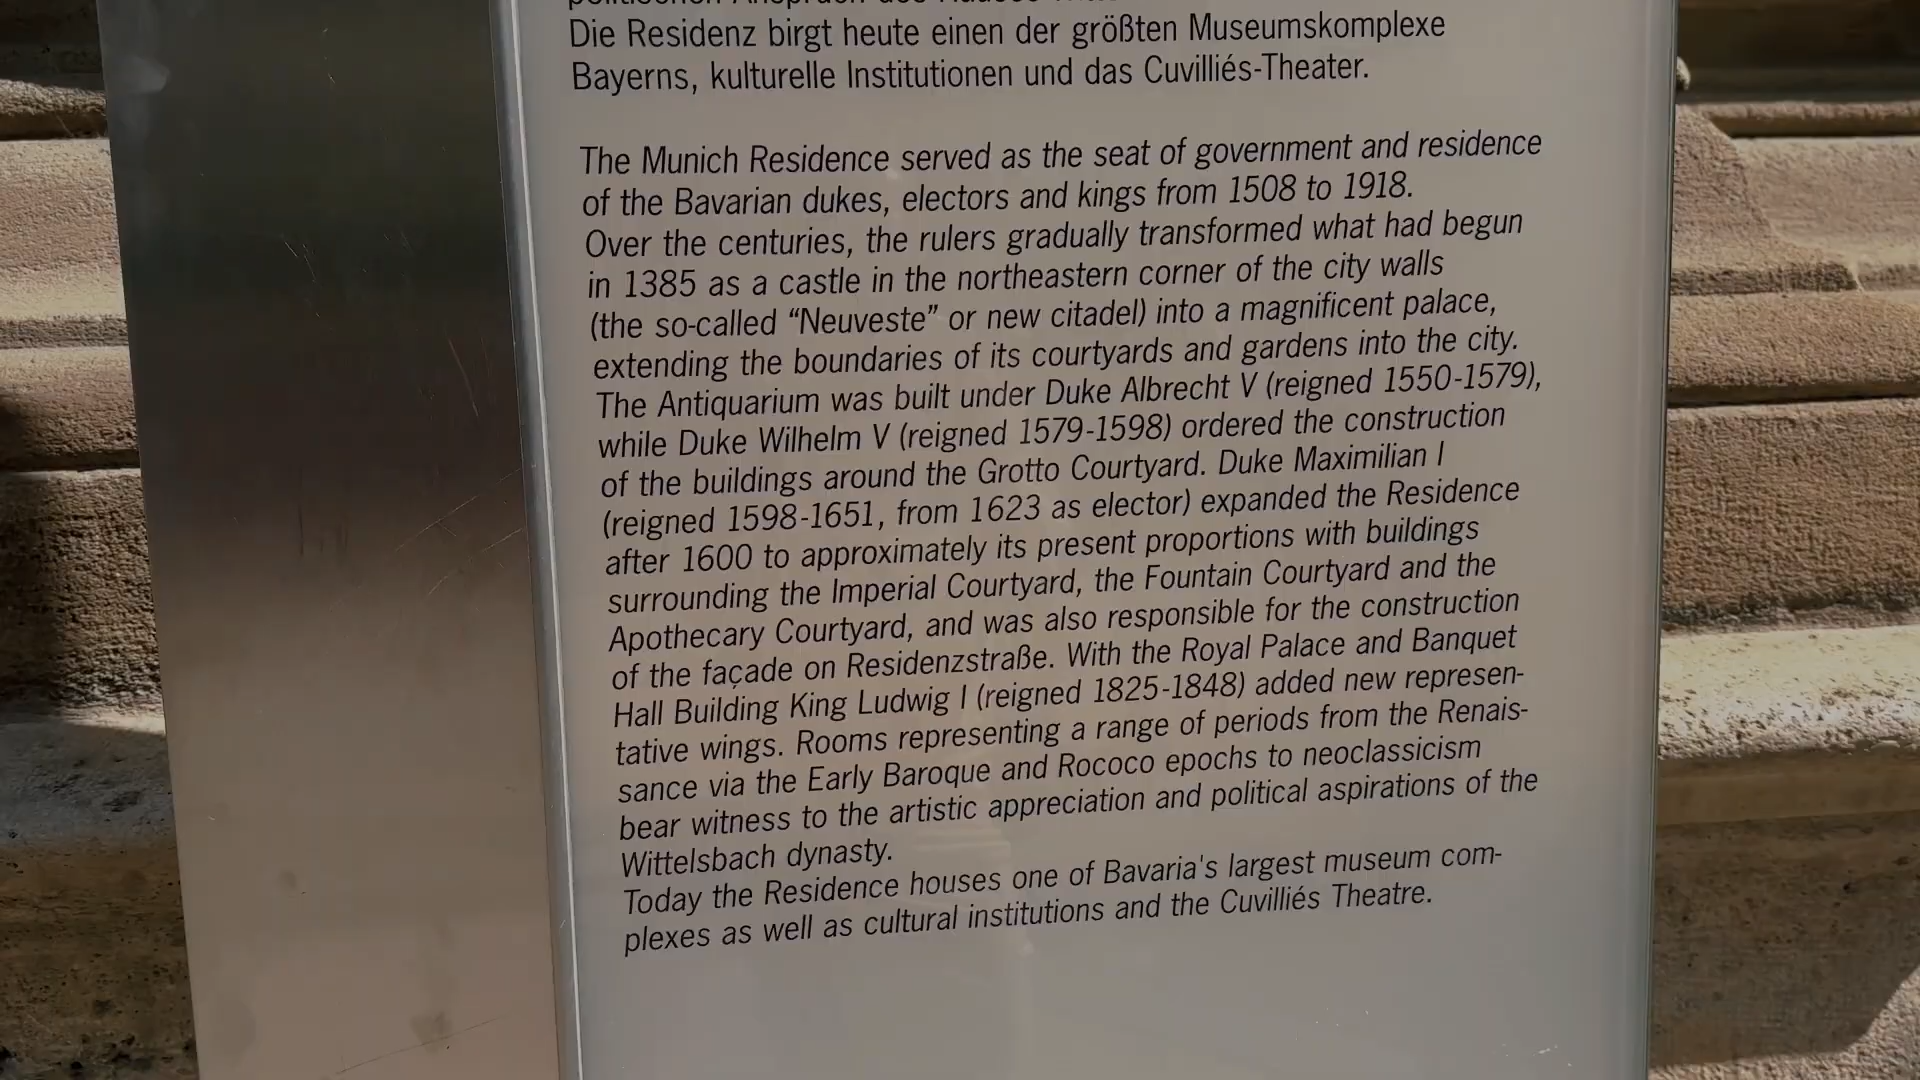 Die Residenz birgt heute einen der größten Museumskomplexe
Bayerns, kulturelle Institutionen und das Cuvilliés-Theater.
The Munich Residence served as the seat of government and residence
of the Bavarian dukes, electors and kings from 1508 to 1918.
Over the centuries, the rulers gradually transformed what had begun
in 1385 as a castle in the northeastern corner of the city walls
(the so-called “Neuveste” or new citadel) into a magnificent palace,
extending the boundaries of its courtyards and gardens into the city.
The Antiquarium was built under Duke Albrecht V (reigned 1550-1579),
while Duke Wilhelm V (reigned 1579-1598) ordered the construction
of the buildings around the Grotto Courtyard. Duke Maximilian I
(reigned 1598-1651, from 1623 as elector) expanded the Residence
after 1600 to approximately its present proportions with buildings
surrounding the Imperial Courtyard, the Fountain Courtyard and the
Apothecary Courtyard, and was also responsible for the construction
of the façade on Residenzstraße. With the Royal Palace and Banquet
Hall Building King Ludwig I (reigned 1825-1848) added new represen-
tative wings. Rooms representing a range of periods from the Renais-
sance via the Early Baroque and Rococo epochs to neoclassicism
bear witness to the artistic appreciation and political aspirations of the
Wittelsbach dynasty.
Today the Residence houses one of Bavaria's largest museum com-
plexes as well as cultural institutions and the Cuvilliés Theatre.